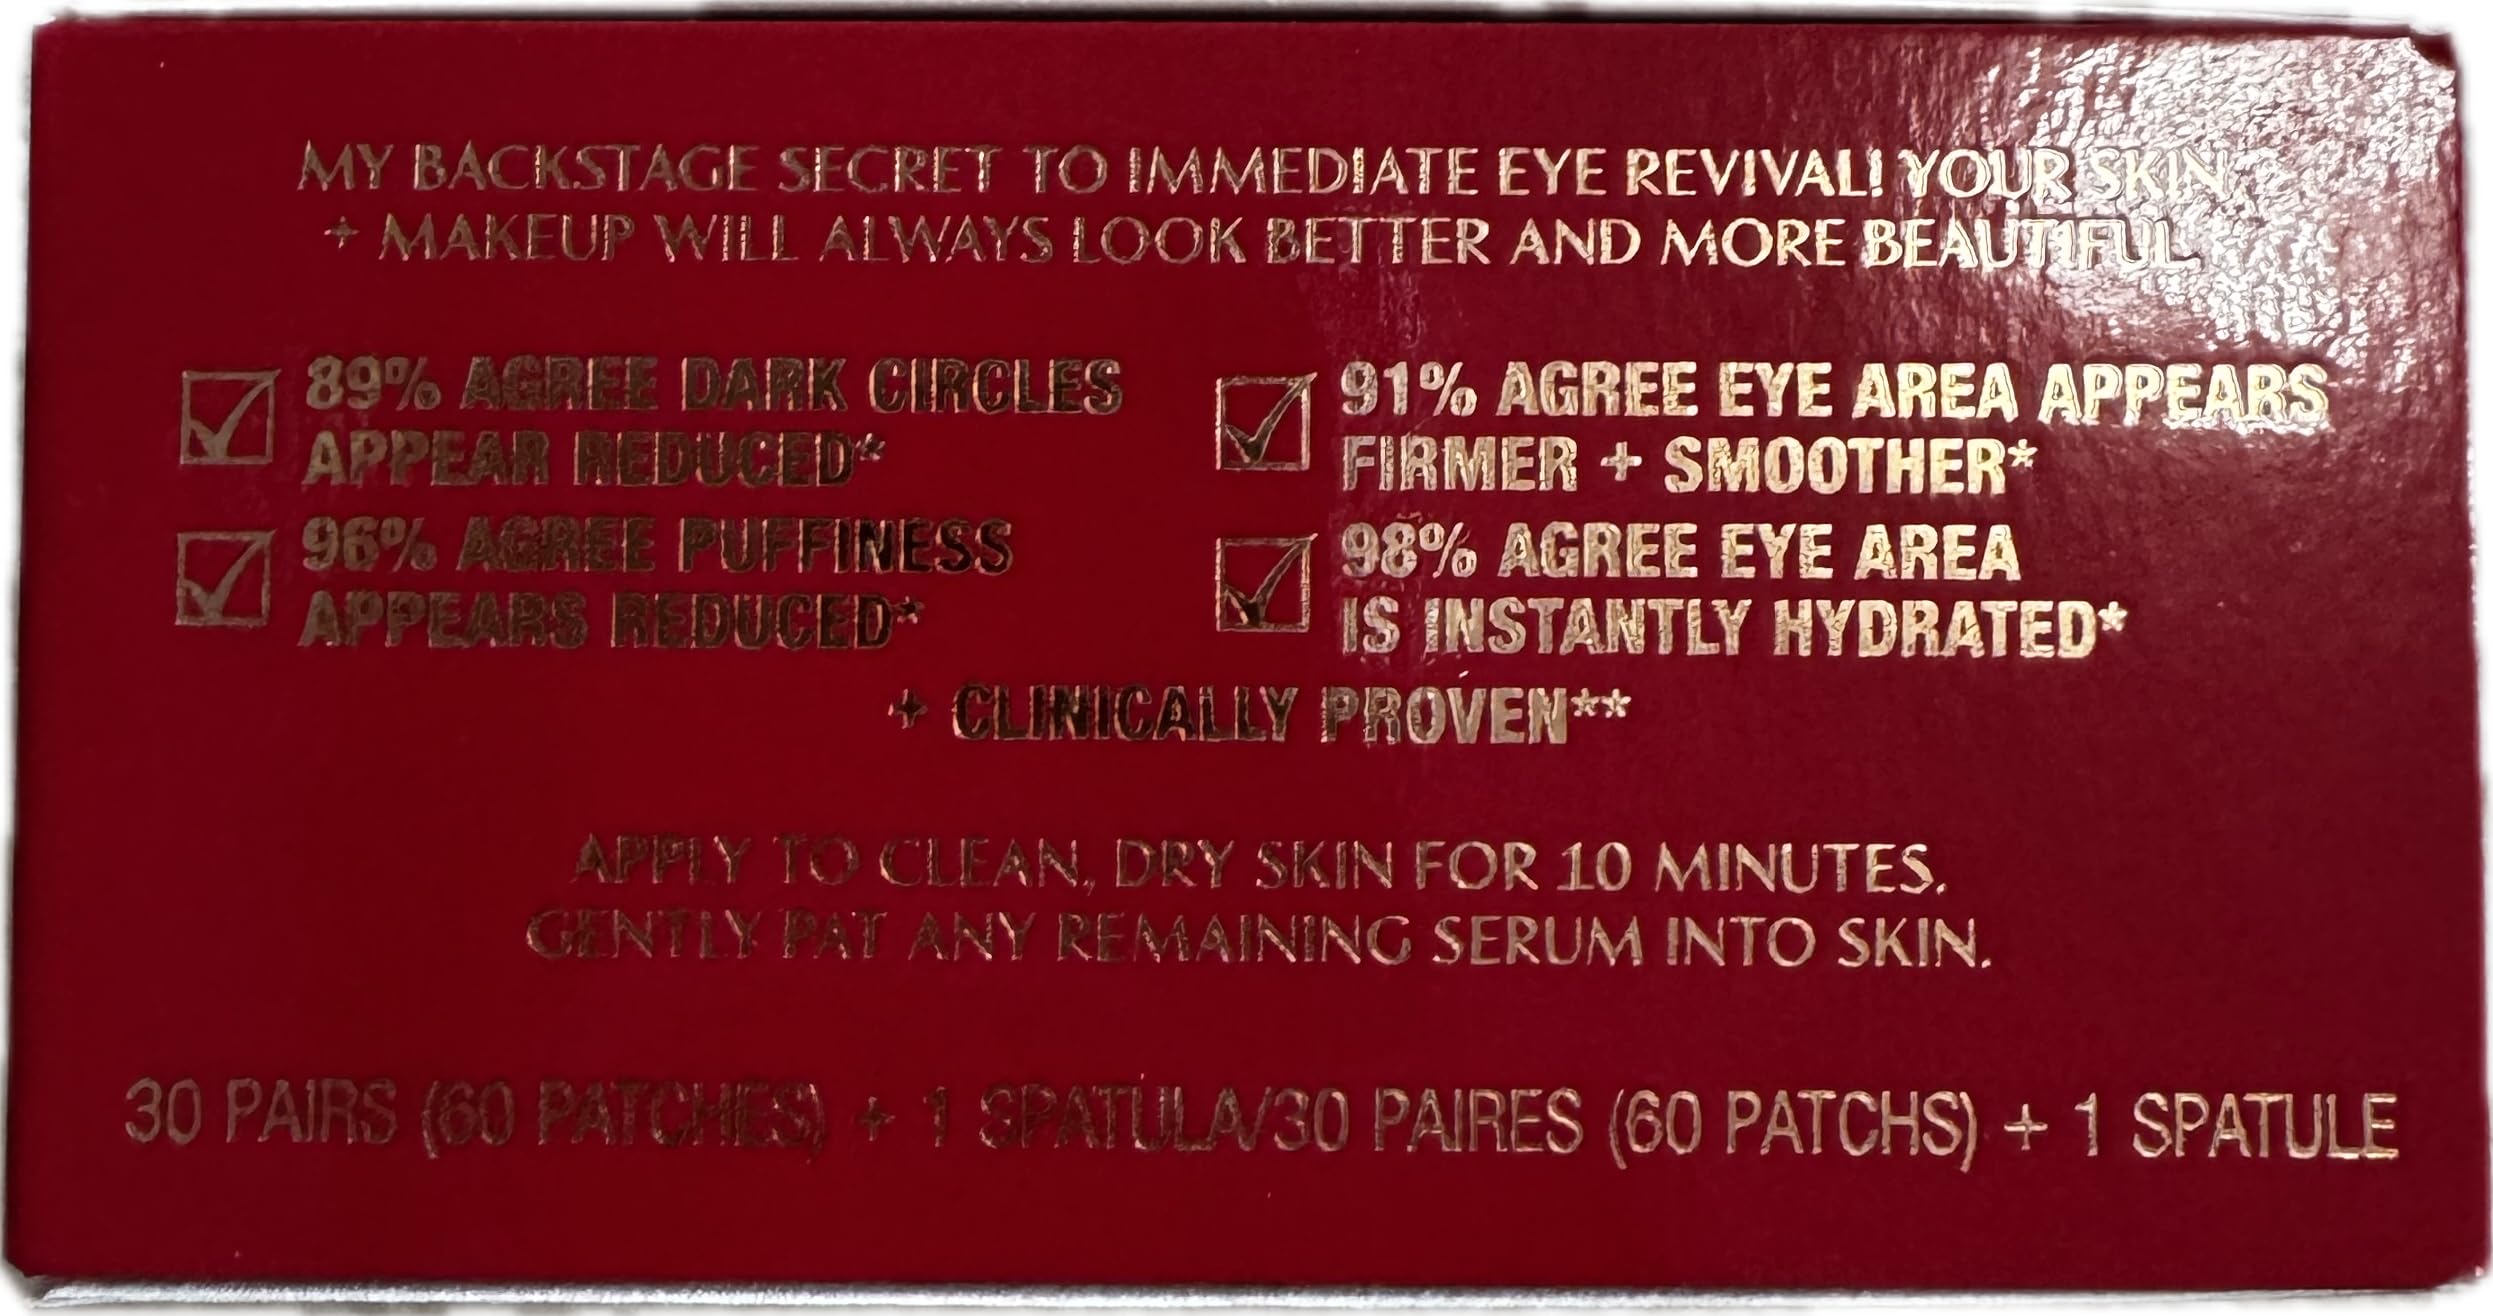 MY BACKSTAGE SECRET TO IMMEDIATE EYE REVIVAL! YOUR SKIN
+ MAKEUP WILL ALWAYS LOOK BETTER AND MORE BEAUTIFUL
89% AGREE DARK CIRCLES
APPEAR REDUCED*
96% AGREE PUFFINESS
APPEARS REDUCED*
91% AGREE EYE AREA APPEARS
FIRMER + SMOOTHER*
98% AGREE EYE AREA
IS INSTANTLY HYDRATED*
+ CLINICALLY PROVEN**
APPLY TO CLEAN, DRY SKIN FOR 10 MINUTES.
GENTLY PAT ANY REMAINING SERUM INTO SKIN.
30 PAIRS (60 PATCHES) + 1 SPATULA/30 PAIRES (60 PATCHS) + 1 SPATULE